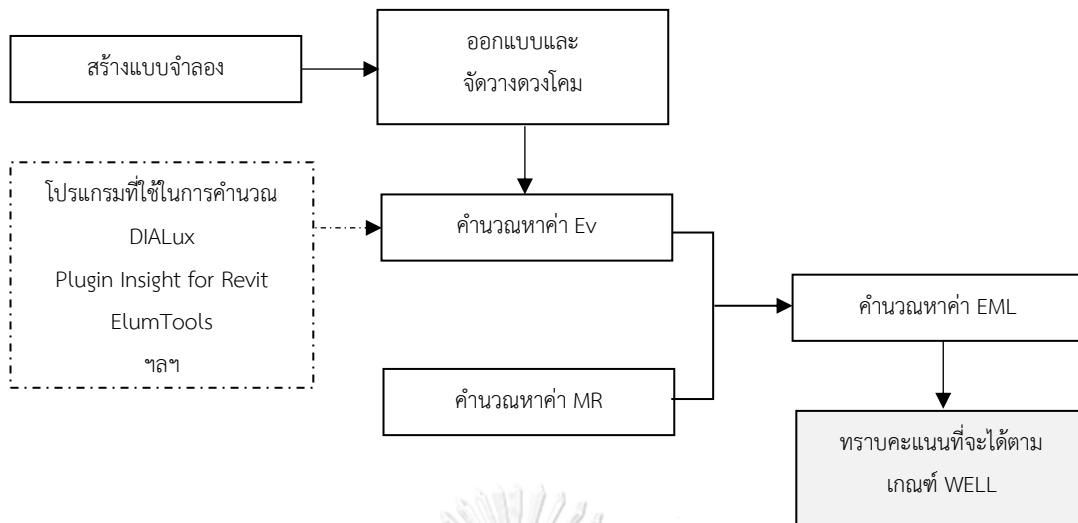 สร้างแบบจำลอง
ออกแบบและ
จัดวางดวงโคม
โปรแกรมที่ใช้ในการคำนวณ
DIALux
Plugin Insight for Revit
ElumTools
ฯลฯ
คำนวณหาค่า Ev
คำนวณหาค่า MR
คำนวณหาค่า EML
ทราบคะแนนที่จะได้ตาม
เกณฑ์ WELL